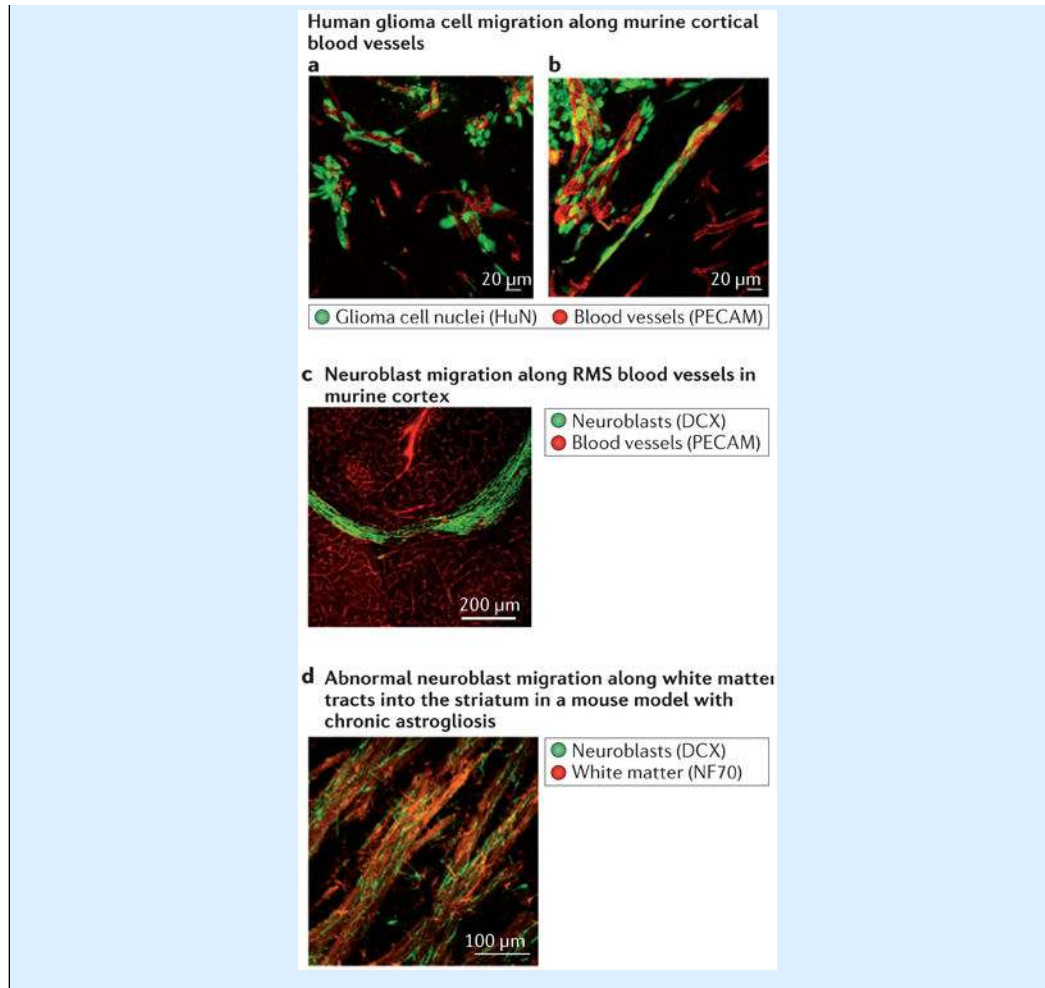 Human glioma cell migration along murine cortical
blood vessels
a
b
20 µm
20 µm
Glioma cell nuclei (HuN) Blood vessels (PECAM)
c Neuroblast migration along RMS blood vessels in
murine cortex
Neuroblasts (DCX)
Blood vessels (PECAM)
200 µm
d Abnormal neuroblast migration along white matter
tracts into the striatum in a mouse model with
chronic astrogliosis
Neuroblasts (DCX)
White matter (NF70)
100 µm